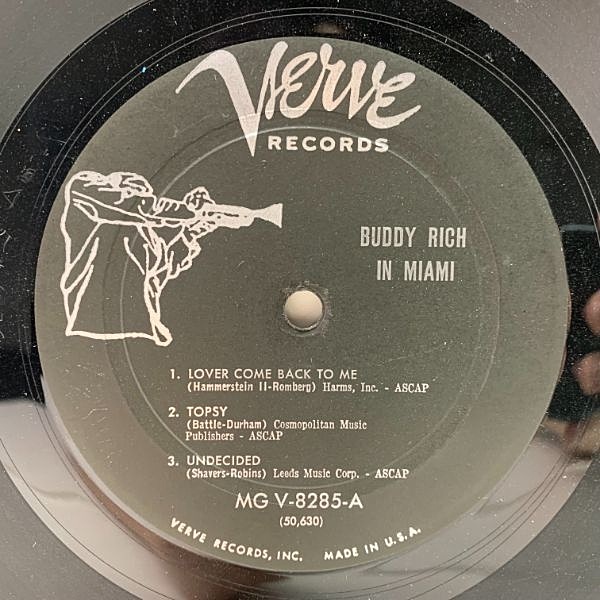 Verve
RECORDS
BUDDY RICH
IN MIAMI
1. LOVER COME BACK TO ME
(Hammerstein II-Romberg) Harms, Inc. - ASCAP
2. TOPSY
(Battle-Durham) Cosmopolitan Music
Publishers - ASCAP
3. UNDECIDED
(Shavers-Robins) Leeds Music Corp. - ASCAP
MG V-8285-A
(50,630)
VERVE RECORDS, INC. MADE IN U.S.A.